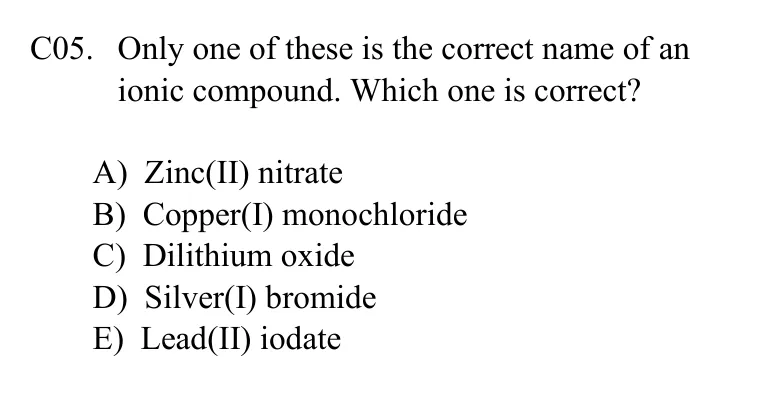 C05. Only one of these is the correct name of an
ionic compound. Which one is correct?
A) Zinc(II) nitrate
B) Copper(I) monochloride
C) Dilithium oxide
D) Silver(I) bromide
E) Lead(II) iodate